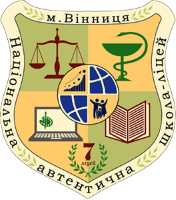 м. Вінниця
Національна
автентична
школа-ліцей
7
ліцей